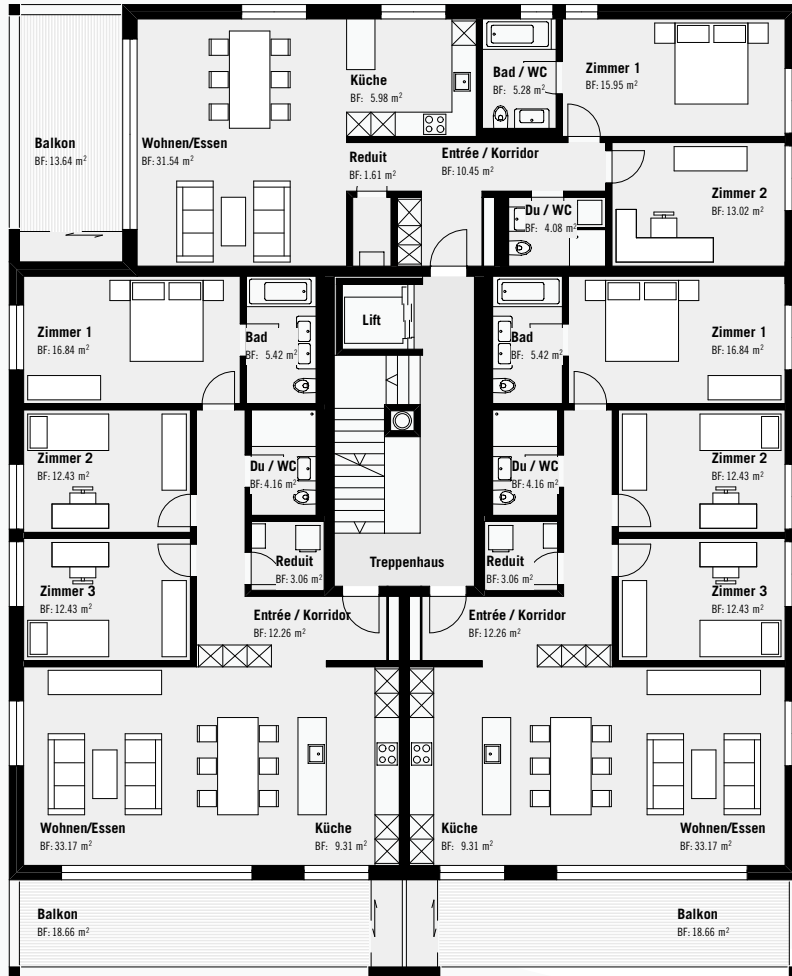 Balkon
BF: 13.64 m²
Wohnen/Essen
BF: 31.54 m²
Küche
BF: 5.98 m²
Reduit
BF: 1.61 m²
Bad / WC
BF: 5.28 m²
Entrée / Korridor
BF: 10.45 m²
Zimmer 1
BF: 15.95 m²
Zimmer 2
BF: 13.02 m²
Du / WC
BF: 4.08 m²
Zimmer 1
BF: 16.84 m²
Bad
BF: 5.42 m²
Lift
Bad
BF: 5.42 m²
Zimmer 1
BF: 16.84 m²
Zimmer 2
BF: 12.43 m²
Du / WC
BF: 4.16 m²
Du / WC
BF: 4.16 m²
Zimmer 2
BF: 12.43 m²
Zimmer 3
BF: 12.43 m²
Reduit
BF: 3.06 m²
Treppenhaus
Reduit
BF: 3.06 m²
Zimmer 3
BF: 12.43 m²
Entrée / Korridor
BF: 12.26 m²
Entrée / Korridor
BF: 12.26 m²
Wohnen/Essen
BF: 33.17 m²
Küche
BF: 9.31 m²
Küche
BF: 9.31 m²
Wohnen/Essen
BF: 33.17 m²
Balkon
BF: 18.66 m²
Balkon
BF: 18.66 m²